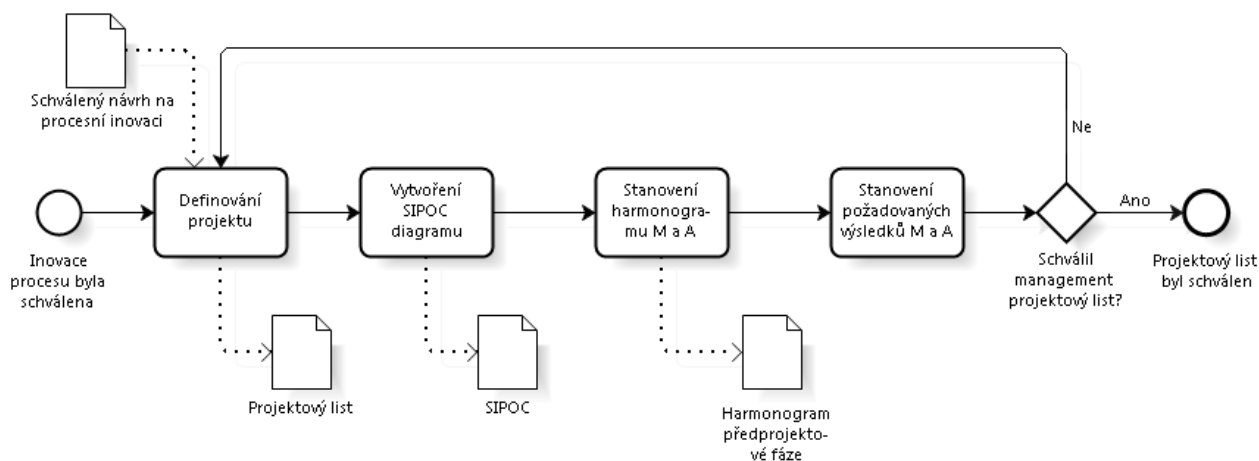 Schválený návrh na
procesní inovaci
Ne
Definování
projektu
Vytvoření
SIPOC
diagramu
Stanovení
harmonogra-
mu M a A
Stanovení
požadovaných
výsledků M a A
Ano
Inovace
procesu byla
schválena
Schválil
management
projektový list?
Projektový list
byl schválen
Projektový list
SIPOC
Harmonogram
předprojekto-
vé fáze